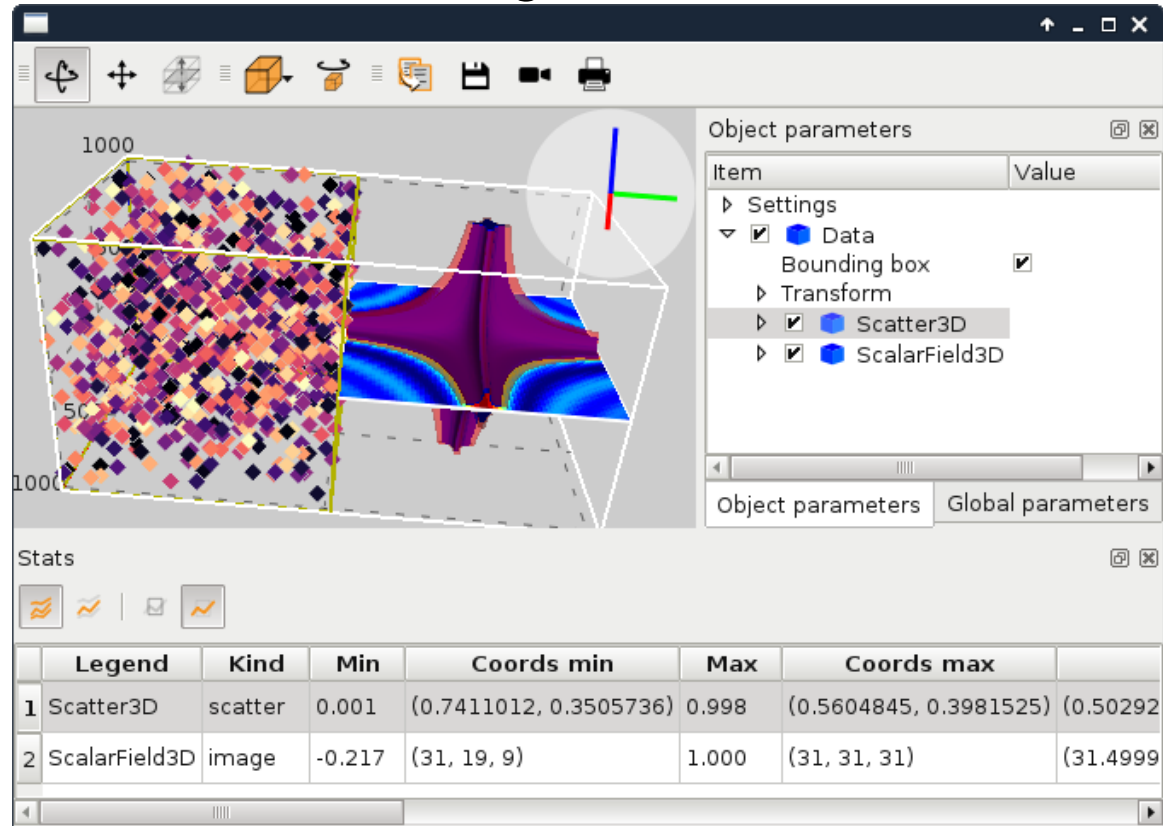 1000
50
1000
Object parameters
Item Value
Settings
Data
Bounding box
Transform
Scatter3D
ScalarField3D
Object parameters Global parameters
Stats
Legend Kind Min Coords min Max Coords max
1 Scatter3D scatter 0.001 (0.7411012, 0.3505736) 0.998 (0.5604845, 0.3981525) (0.50292
2 ScalarField3D image -0.217 (31, 19, 9) 1.000 (31, 31, 31) (31.4999